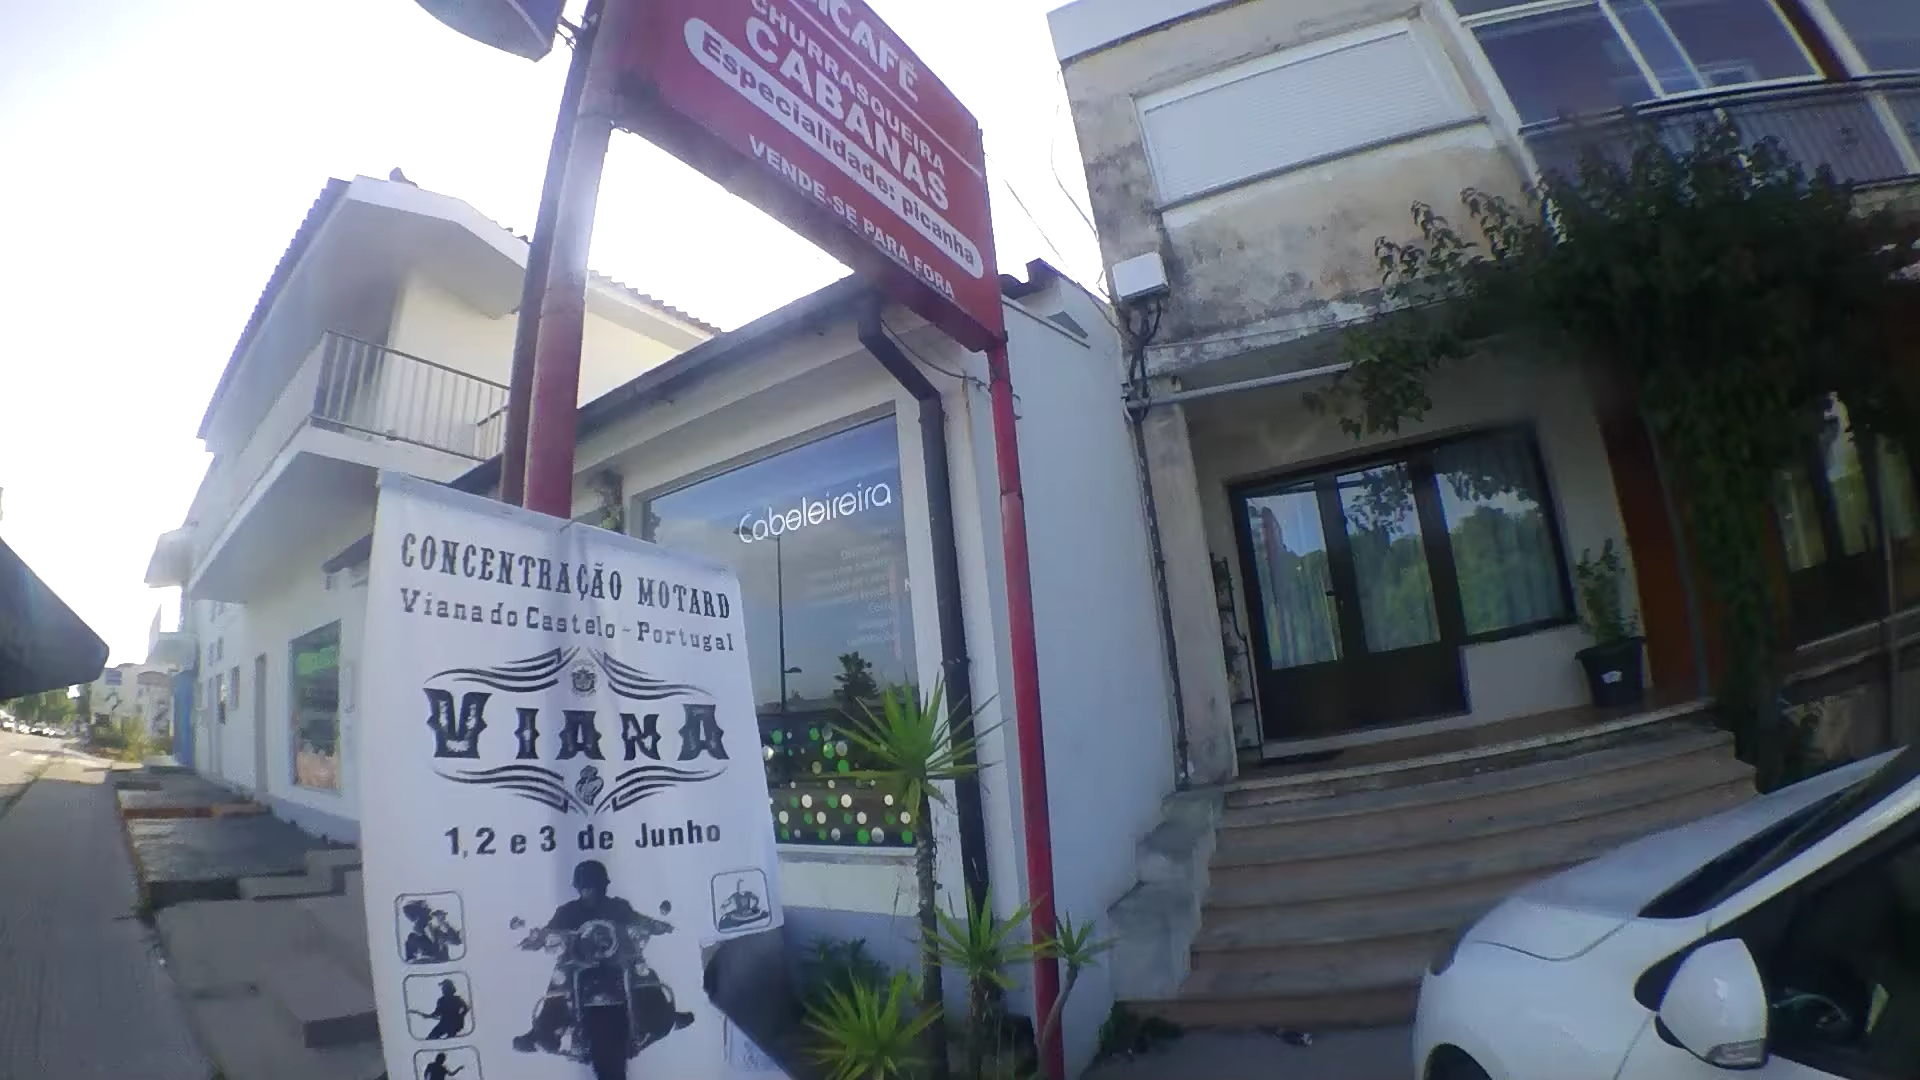 CHURRASQUEIRA
CABANAS
Especialidade: picanha
VENDE-SE PARA FORA
Cabeleireira
CONCENTRAÇÃO MOTARD
Viana do Castelo - Portugal
VIANA
1, 2 e 3 de Junho